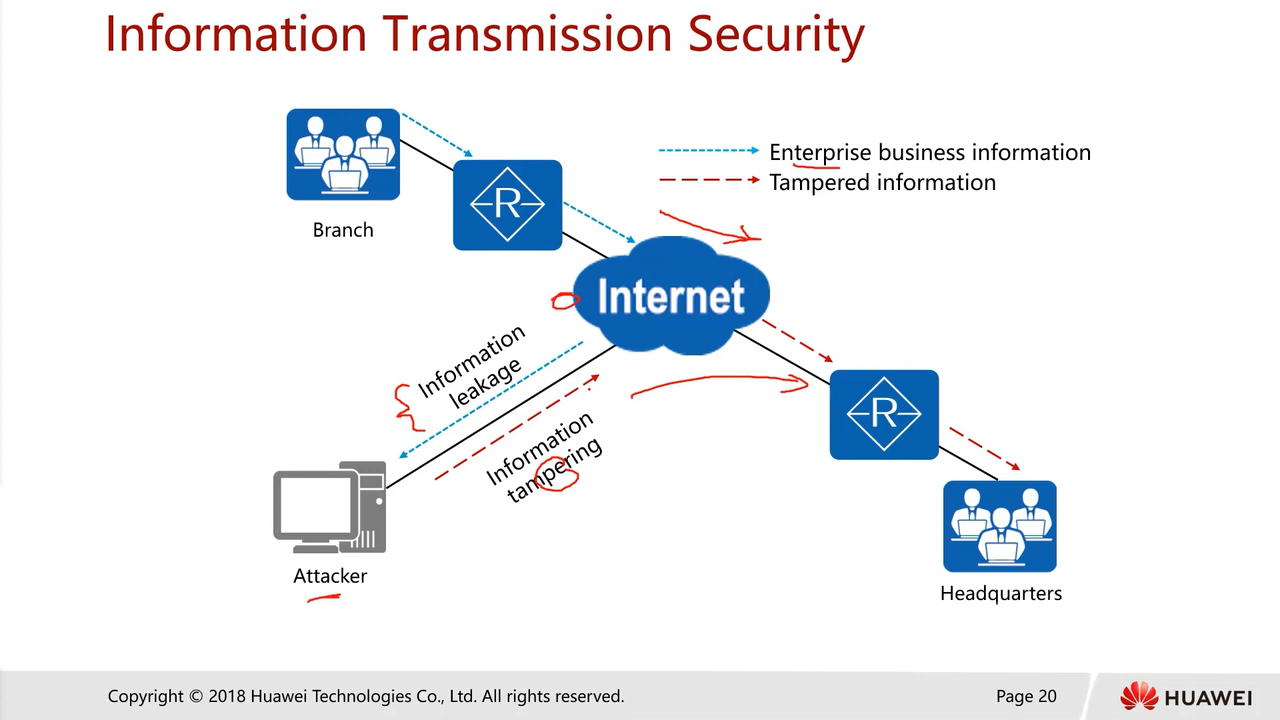 Information Transmission Security
Enterprise business information
Tampered information
R
Branch
Internet
Information
leakage
Information
tampering
R
Attacker
Headquarters
Copyright © 2018 Huawei Technologies Co., Ltd. All rights reserved.
Page 20
HUAWEI